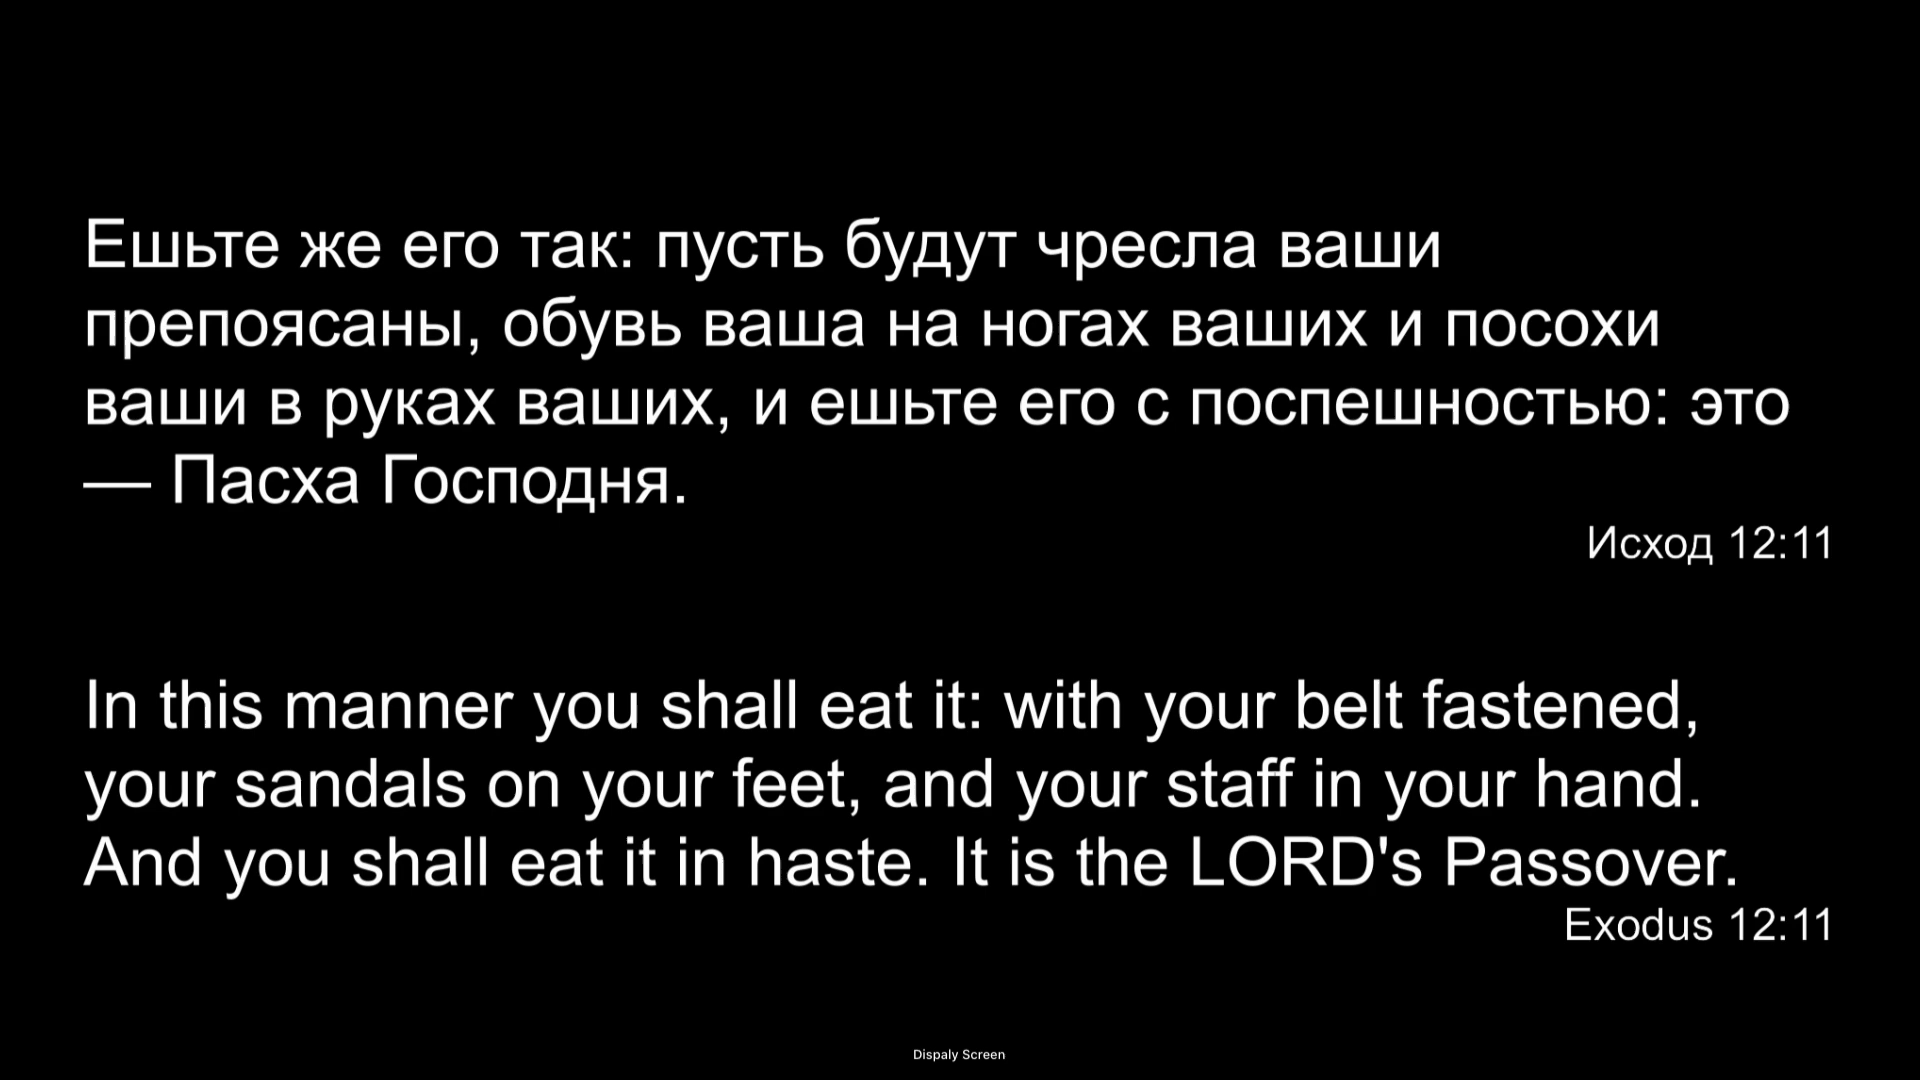 Ешьте же его так: пусть будут чресла ваши
препоясаны, обувь ваша на ногах ваших и посохи
ваши в руках ваших, и ешьте его с поспешностью: это
— Пасха Господня.
Исход 12:11
In this manner you shall eat it: with your belt fastened,
your sandals on your feet, and your staff in your hand.
And you shall eat it in haste. It is the LORD's Passover.
Exodus 12:11
Dispaly Screen